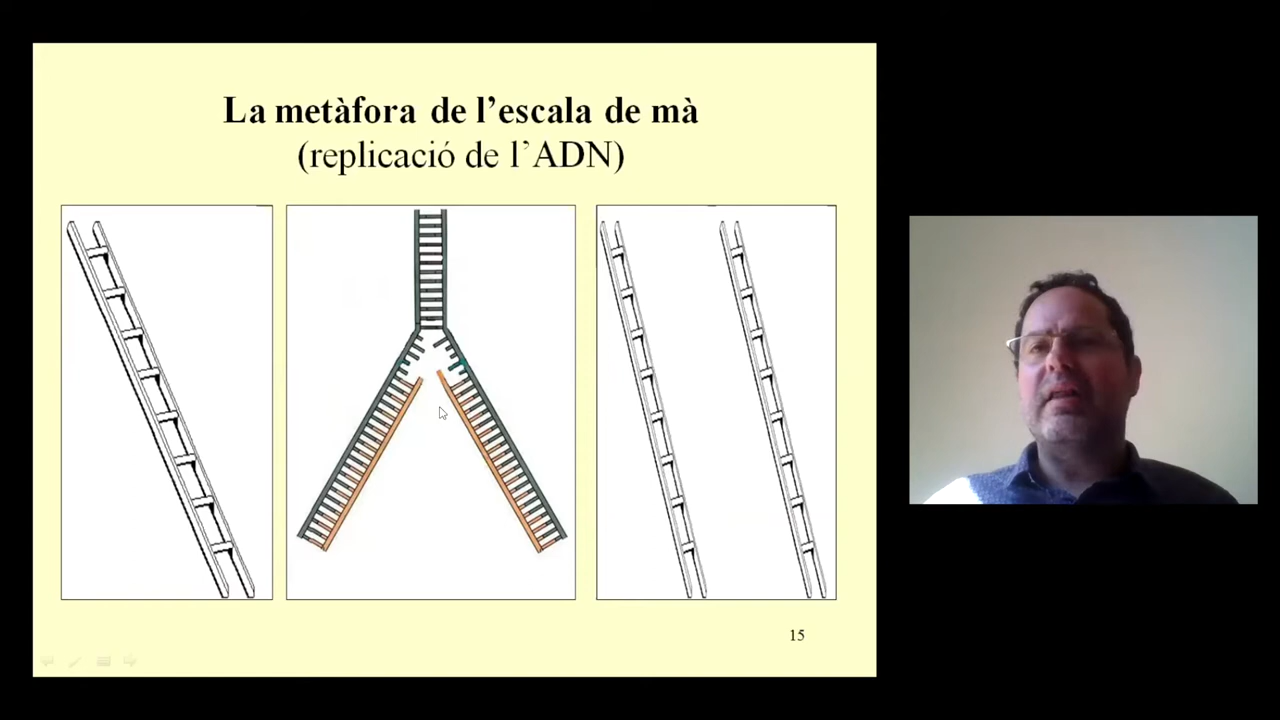 La metàfora de l’escala de mà
(replicació de l’ADN)
15